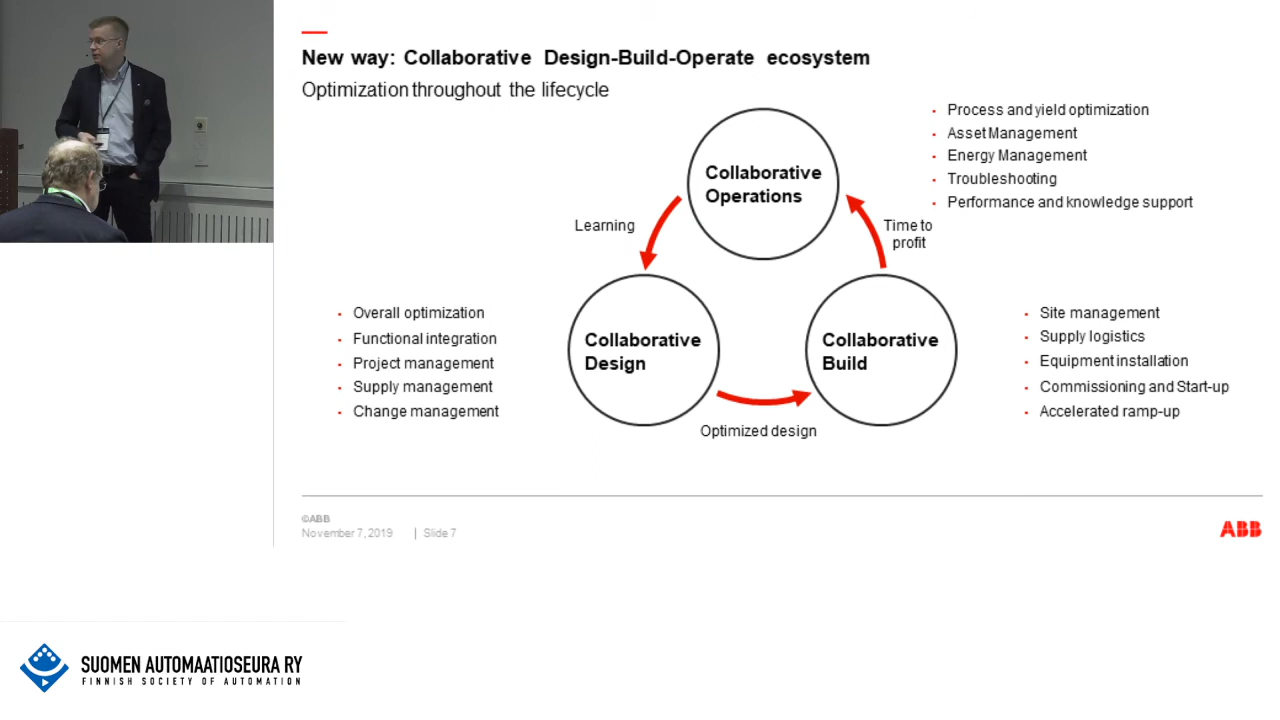 New way: Collaborative Design-Build-Operate ecosystem
Optimization throughout the lifecycle
Collaborative
Operations
Process and yield optimization
Asset Management
Energy Management
Troubleshooting
Performance and knowledge support
Learning
Time to
profit
Overall optimization
Functional integration
Project management
Supply management
Change management
Collaborative
Design
Collaborative
Build
Site management
Supply logistics
Equipment installation
Commissioning and Start-up
Accelerated ramp-up
Optimized design
©ABB
November 7, 2019 | Slide 7
ABB
SUOMEN AUTOMAATIOSEURA RY
FINNISH SOCIETY OF AUTOMATION